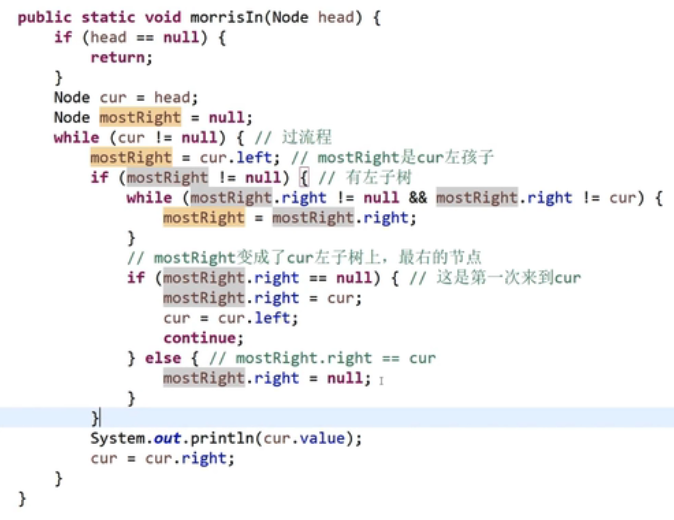 public static void morrisIn(Node head) {
    if (head == null) {
        return;
    }
    Node cur = head;
    Node mostRight = null;
    while (cur != null) { // 过流程
        mostRight = cur.left; // mostRight是cur左孩子
        if (mostRight != null) { // 有左子树
            while (mostRight.right != null && mostRight.right != cur) {
                mostRight = mostRight.right;
            }
            // mostRight变成了cur左子树上，最右的节点
            if (mostRight.right == null) { // 这是第一次来到cur
                mostRight.right = cur;
                cur = cur.left;
                continue;
            } else { // mostRight.right == cur
                mostRight.right = null;
            }
        }
        System.out.println(cur.value);
        cur = cur.right;
    }
}